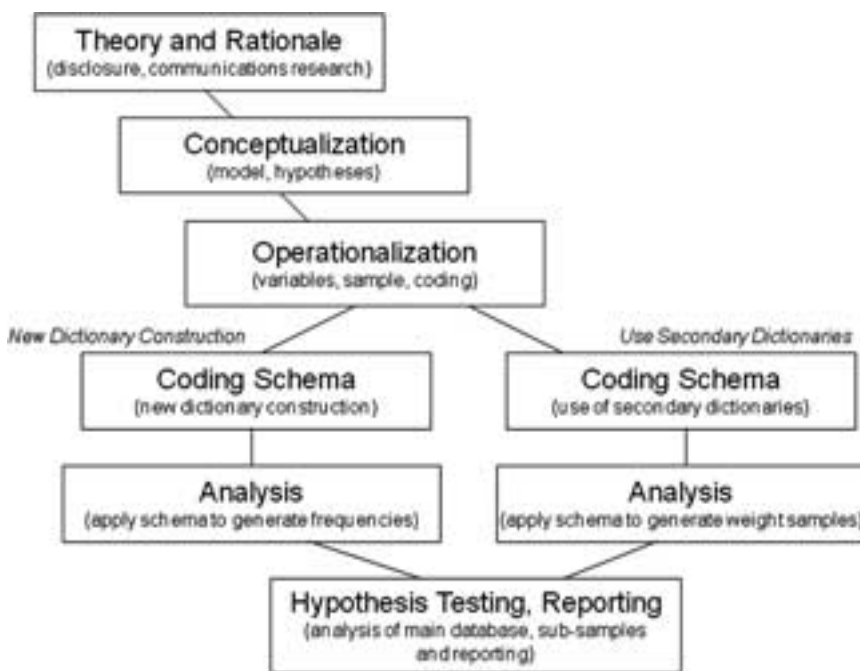 Theory and Rationale
(disclosure, communications research)
Conceptualization
(model, hypotheses)
Operationalization
(variables, sample, coding)
New Dictionary Construction
Use Secondary Dictionaries
Coding Schema
(new dictionary construction)
Coding Schema
(use of secondary dictionaries)
Analysis
(apply schema to generate frequencies)
Analysis
(apply schema to generate weight samples)
Hypothesis Testing, Reporting
(analysis of main database, sub-samples
and reporting)